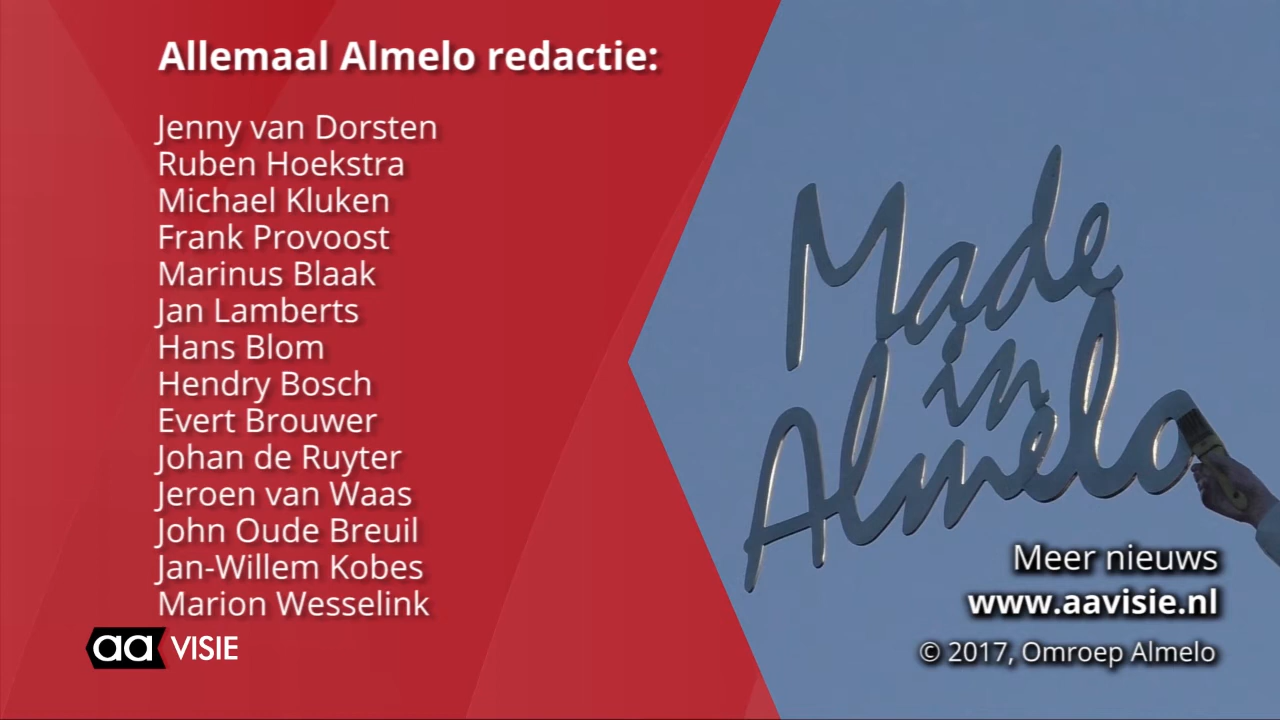 Allemaal Almelo redactie:
Jenny van Dorsten
Ruben Hoekstra
Michael Kluken
Frank Provoost
Marinus Blaak
Jan Lamberts
Hans Blom
Hendry Bosch
Evert Brouwer
Johan de Ruyter
Jeroen van Waas
John Oude Breuil
Jan-Willem Kobes
Marion Wesselink
aa VISIE
Made
in
Almelo
Meer nieuws
www.aavisie.nl
© 2017, Omroep Almelo